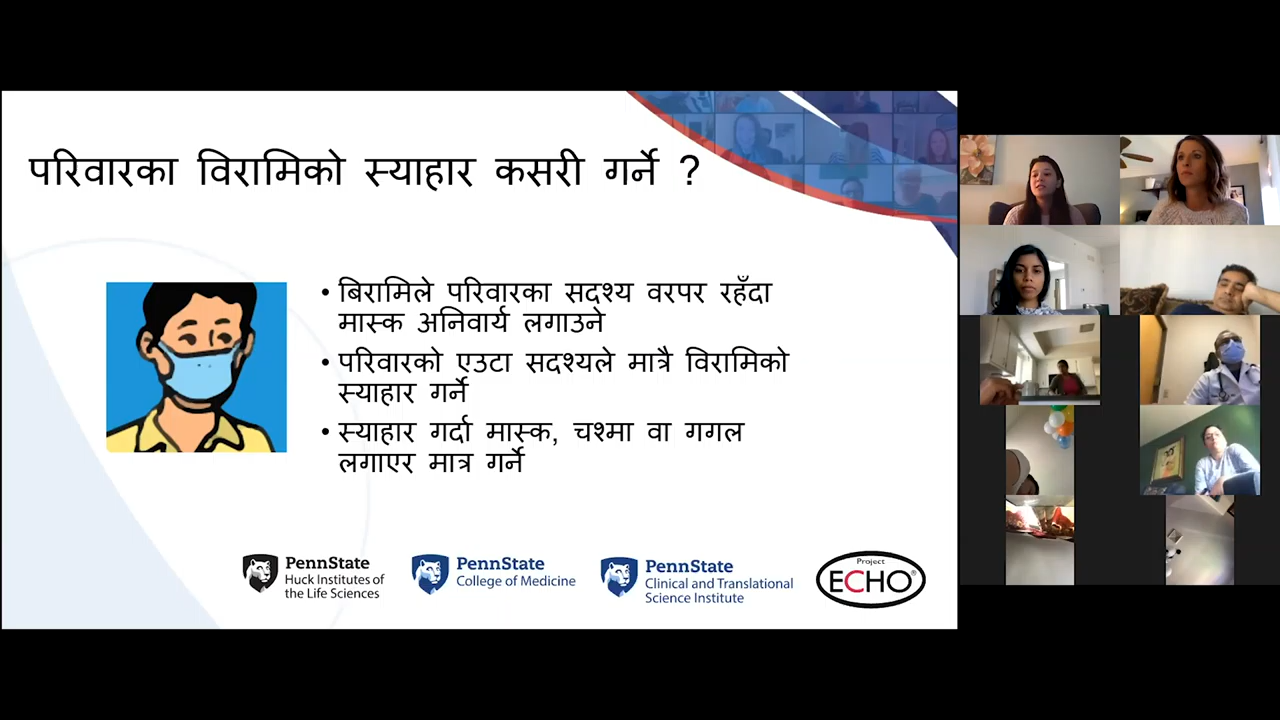 परिवारका विरामिको स्याहार कसरी गर्ने ?
• बिरामिले परिवारका सदश्य वरपर रहँदा
मास्क अनिवार्य लगाउने
• परिवारको एउटा सदश्यले मात्रै विरामिको
स्याहार गर्ने
• स्याहार गर्दा मास्क, चश्मा वा गगल
लगाएर मात्र गर्ने
PennState
Huck Institutes of
the Life Sciences
PennState
College of Medicine
PennState
Clinical and Translational
Science Institute
Project
ECHO®